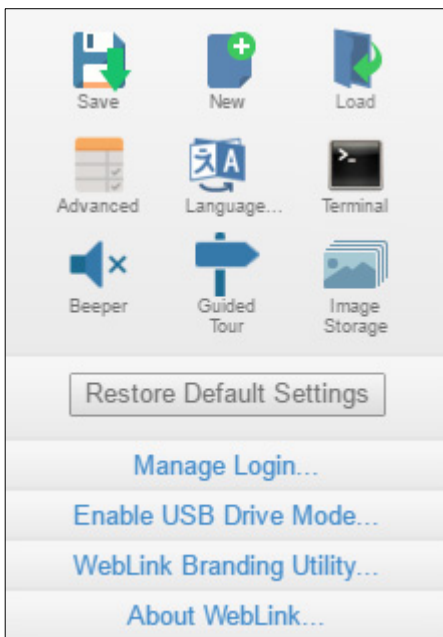 Save New Load
Advanced Language... Terminal
Beeper Guided Tour Image Storage
Restore Default Settings
Manage Login...
Enable USB Drive Mode...
WebLink Branding Utility...
About WebLink...